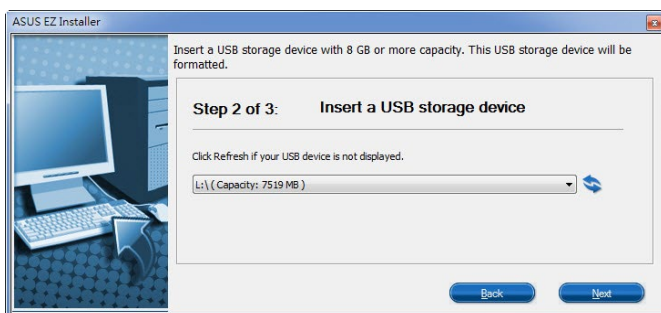 ASUS EZ Installer
Insert a USB storage device with 8 GB or more capacity. This USB storage device will be
formatted.
Step 2 of 3: Insert a USB storage device
Click Refresh if your USB device is not displayed.
L:\ ( Capacity: 7519 MB )
Back Next